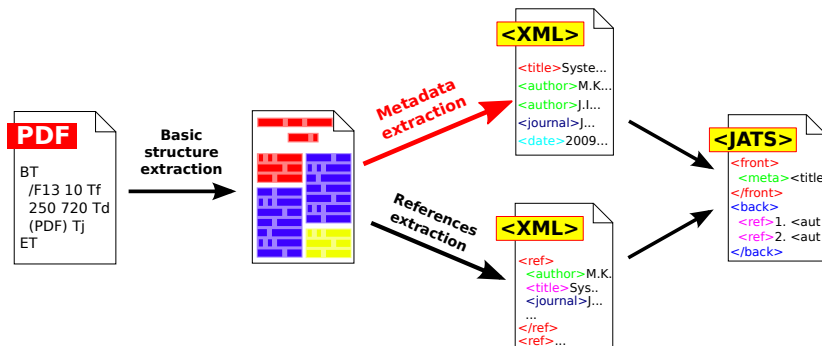 PDF
BT
/F13 10 Tf
250 720 Td
(PDF) Tj
ET
Basic
structure
extraction
Metadata
extraction
References
extraction
<XML>
<title>Syste...
<author>M.K...
<author>J.I...
<journal>J...
<date>2009...
<XML>
<ref>
<author>M.K.
<title>Sys..
<journal>J...
...
</ref>
<ref>...
<JATS>
<front>
<meta><title
</front>
<back>
<ref>1. <aut
<ref>2. <aut
</back>